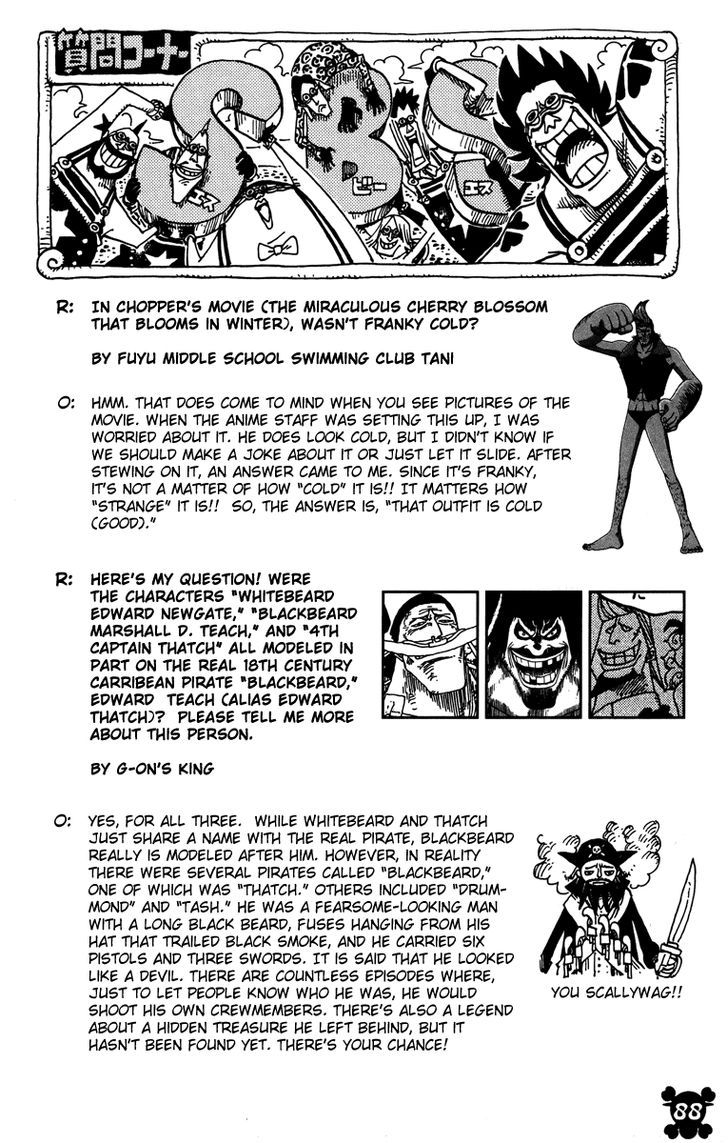 質問コーナー
S B S
エス ビー エス
R: IN CHOPPER'S MOVIE (THE MIRACULOUS CHERRY BLOSSOM
THAT BLOOMS IN WINTER), WASN'T FRANKY COLD?
BY FUYU MIDDLE SCHOOL SWIMMING CLUB TANI
O: HMM. THAT DOES COME TO MIND WHEN YOU SEE PICTURES OF THE
MOVIE. WHEN THE ANIME STAFF WAS SETTING THIS UP, I WAS
WORRIED ABOUT IT. HE DOES LOOK COLD, BUT I DIDN'T KNOW IF
WE SHOULD MAKE A JOKE ABOUT IT OR JUST LET IT SLIDE. AFTER
STEWING ON IT, AN ANSWER CAME TO ME. SINCE IT'S FRANKY,
IT'S NOT A MATTER OF HOW "COLD" IT IS!! IT MATTERS HOW
"STRANGE" IT IS!! SO, THE ANSWER IS, "THAT OUTFIT IS COLD
(GOOD)."
R: HERE'S MY QUESTION! WERE
THE CHARACTERS "WHITEBEARD
EDWARD NEWGATE," "BLACKBEARD
MARSHALL D. TEACH," AND "4TH
CAPTAIN THATCH" ALL MODELED IN
PART ON THE REAL 18TH CENTURY
CARRIBEAN PIRATE "BLACKBEARD,"
EDWARD TEACH (ALIAS EDWARD
THATCH)? PLEASE TELL ME MORE
ABOUT THIS PERSON.
BY G-ON'S KING
O: YES, FOR ALL THREE. WHILE WHITEBEARD AND THATCH
JUST SHARE A NAME WITH THE REAL PIRATE, BLACKBEARD
REALLY IS MODELED AFTER HIM. HOWEVER, IN REALITY
THERE WERE SEVERAL PIRATES CALLED "BLACKBEARD,"
ONE OF WHICH WAS "THATCH." OTHERS INCLUDED "DRUM-
MOND" AND "TASH." HE WAS A FEARSOME-LOOKING MAN
WITH A LONG BLACK BEARD, FUSES HANGING FROM HIS
HAT THAT TRAILED BLACK SMOKE, AND HE CARRIED SIX
PISTOLS AND THREE SWORDS. IT IS SAID THAT HE LOOKED
LIKE A DEVIL. THERE ARE COUNTLESS EPISODES WHERE,
JUST TO LET PEOPLE KNOW WHO HE WAS, HE WOULD
SHOOT HIS OWN CREWMEMBERS. THERE'S ALSO A LEGEND
ABOUT A HIDDEN TREASURE HE LEFT BEHIND, BUT IT
HASN'T BEEN FOUND YET. THERE'S YOUR CHANCE!
YOU SCALLYWAG!!
88